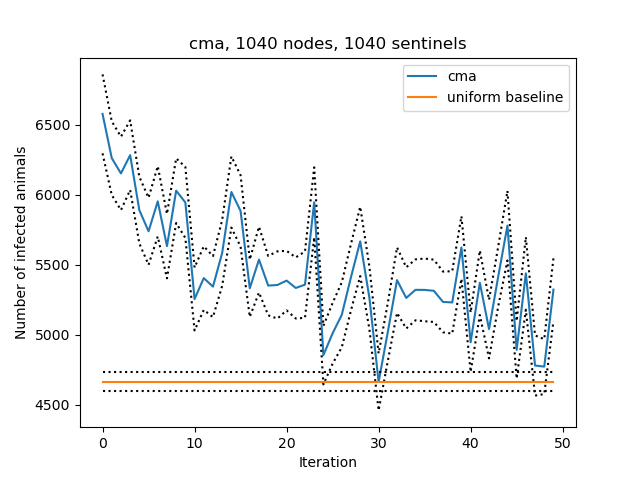 cma, 1040 nodes, 1040 sentinels
cma
uniform baseline
Number of infected animals
6500
6000
5500
5000
4500
0
10
20
30
40
50
Iteration